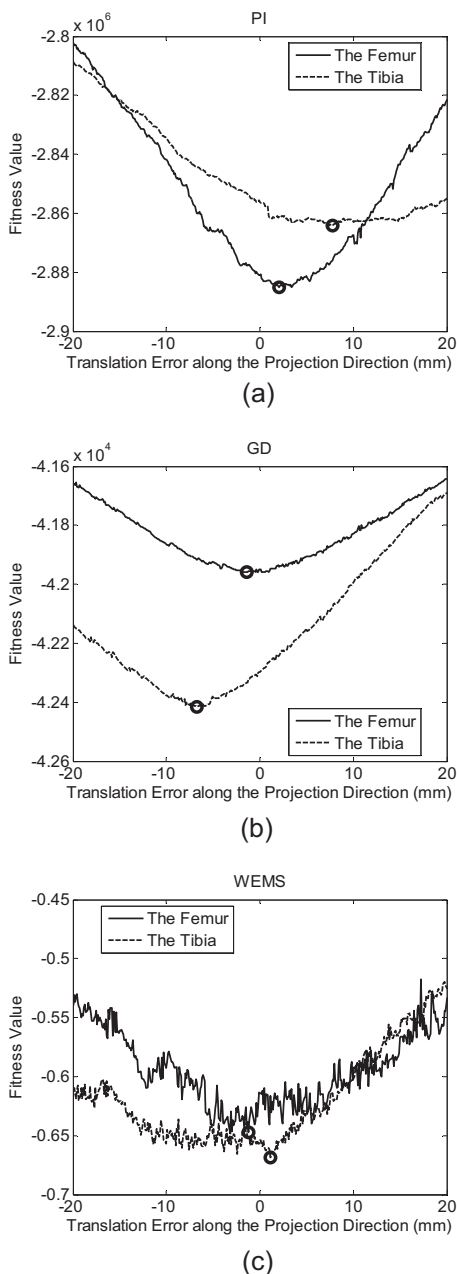 PI
x 10⁶
-2.8
-2.82
-2.84
-2.86
-2.88
-2.9
Fitness Value
The Femur
The Tibia
-20 -10 0 10 20
Translation Error along the Projection Direction (mm)
(a)
GD
x 10⁴
-4.16
-4.18
-4.2
-4.22
-4.24
-4.26
Fitness Value
The Femur
The Tibia
-20 -10 0 10 20
Translation Error along the Projection Direction (mm)
(b)
WEMS
-0.45
-0.5
-0.55
-0.6
-0.65
-0.7
Fitness Value
The Femur
The Tibia
-20 -10 0 10 20
Translation Error along the Projection Direction (mm)
(c)